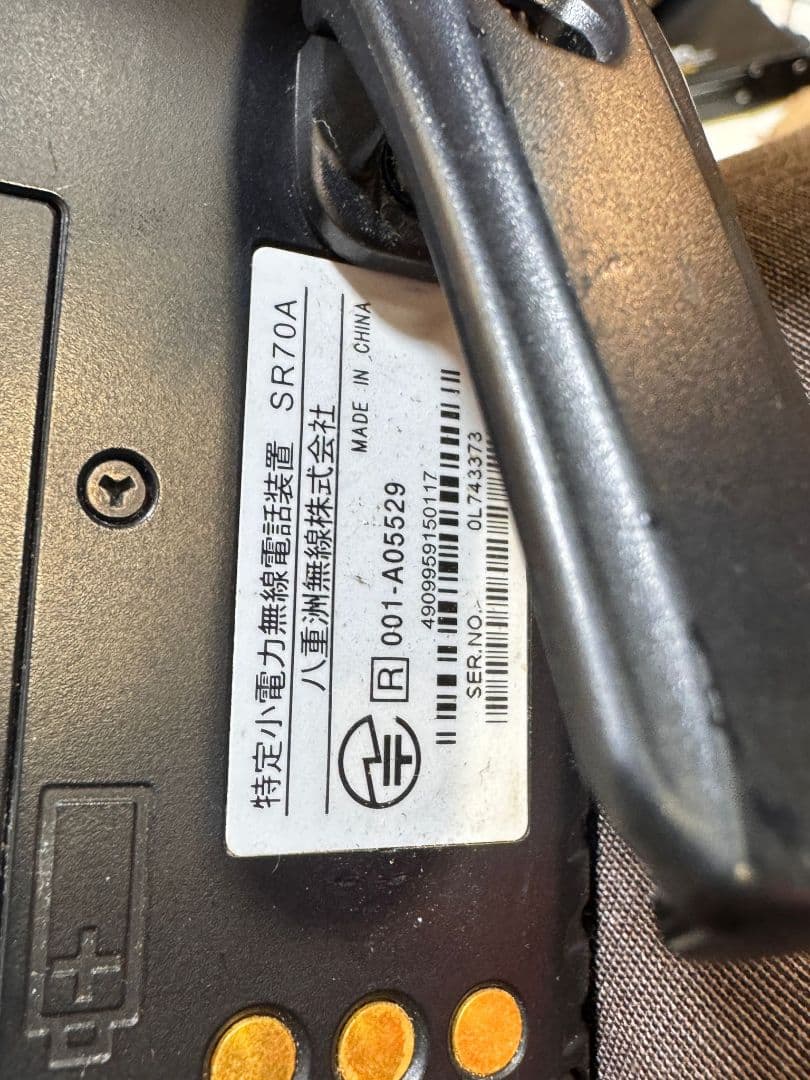 特定小電力無線電話装置 SR70A
八重洲無線株式会社
MADE IN CHINA
R 001-A05529
4909959150117
SER.NO. 0L743373